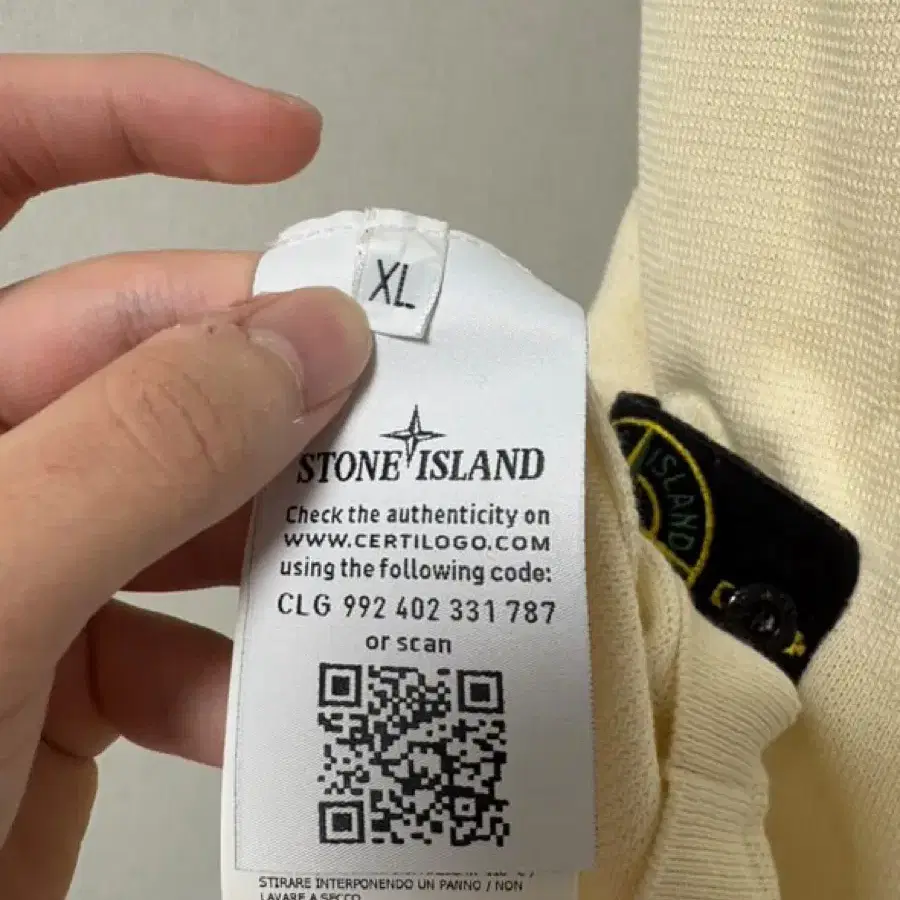 XL
STONE ISLAND
Check the authenticity on
WWW.CERTILOGO.COM
using the following code:
CLG 992 402 331 787
or scan
STIRARE INTERPONENDO UN PANNO / NON
LAVARE A SECCO
ISLAND